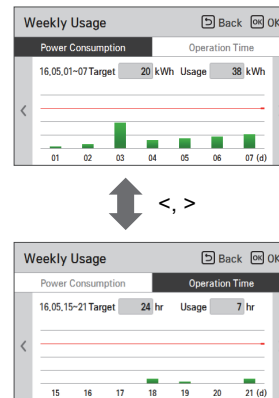 Weekly Usage Back OK OK
Power Consumption Operation Time
16,05,01~07 Target 20 kWh Usage 38 kWh
<
01 02 03 04 05 06 07 (d)
<, >
Weekly Usage Back OK OK
Power Consumption Operation Time
16,05,15~21 Target 24 hr Usage 7 hr
<
15 16 17 18 19 20 21 (d)